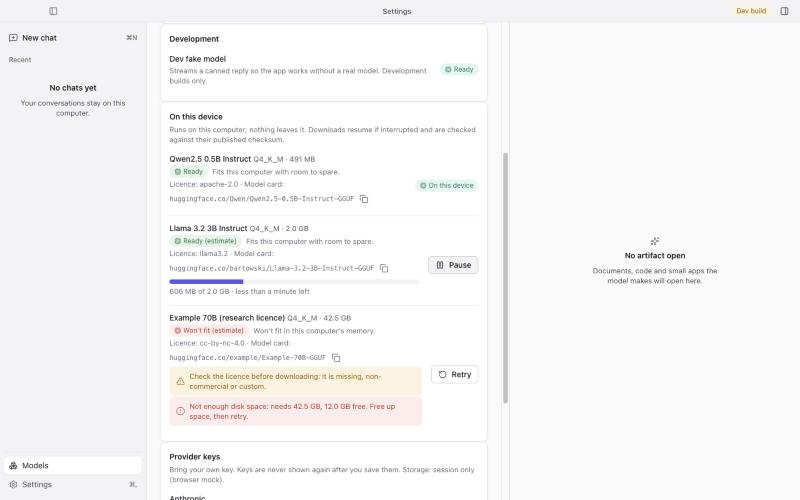 Settings
Dev build
New chat
⌘N
Recent
No chats yet
Your conversations stay on this
computer.
Models
Settings
⌘,
Development
Dev fake model
Streams a canned reply so the app works without a real model. Development
builds only.
Ready
On this device
Runs on this computer; nothing leaves it. Downloads resume if interrupted and are checked
against their published checksum.
Qwen2.5 0.5B Instruct Q4_K_M · 491 MB
Ready Fits this computer with room to spare.
Licence: apache-2.0 · Model card:
huggingface.co/Qwen/Qwen2.5-0.5B-Instruct-GGUF
On this device
Llama 3.2 3B Instruct Q4_K_M · 2.0 GB
Ready (estimate) Fits this computer with room to spare.
Licence: llama3.2 · Model card:
huggingface.co/bartowski/Llama-3.2-3B-Instruct-GGUF
Pause
606 MB of 2.0 GB · less than a minute left
Example 70B (research licence) Q4_K_M · 42.5 GB
Won't fit (estimate) Won't fit in this computer's memory.
Licence: cc-by-nc-4.0 · Model card:
huggingface.co/example/Example-70B-GGUF
Check the licence before downloading: it is missing, non-
commercial or custom.
Retry
Not enough disk space: needs 42.5 GB, 12.0 GB free. Free up
space, then retry.
Provider keys
Bring your own key. Keys are never shown again after you save them. Storage: session only
(browser mock).
Anthropic
No artifact open
Documents, code and small apps the
model makes will open here.